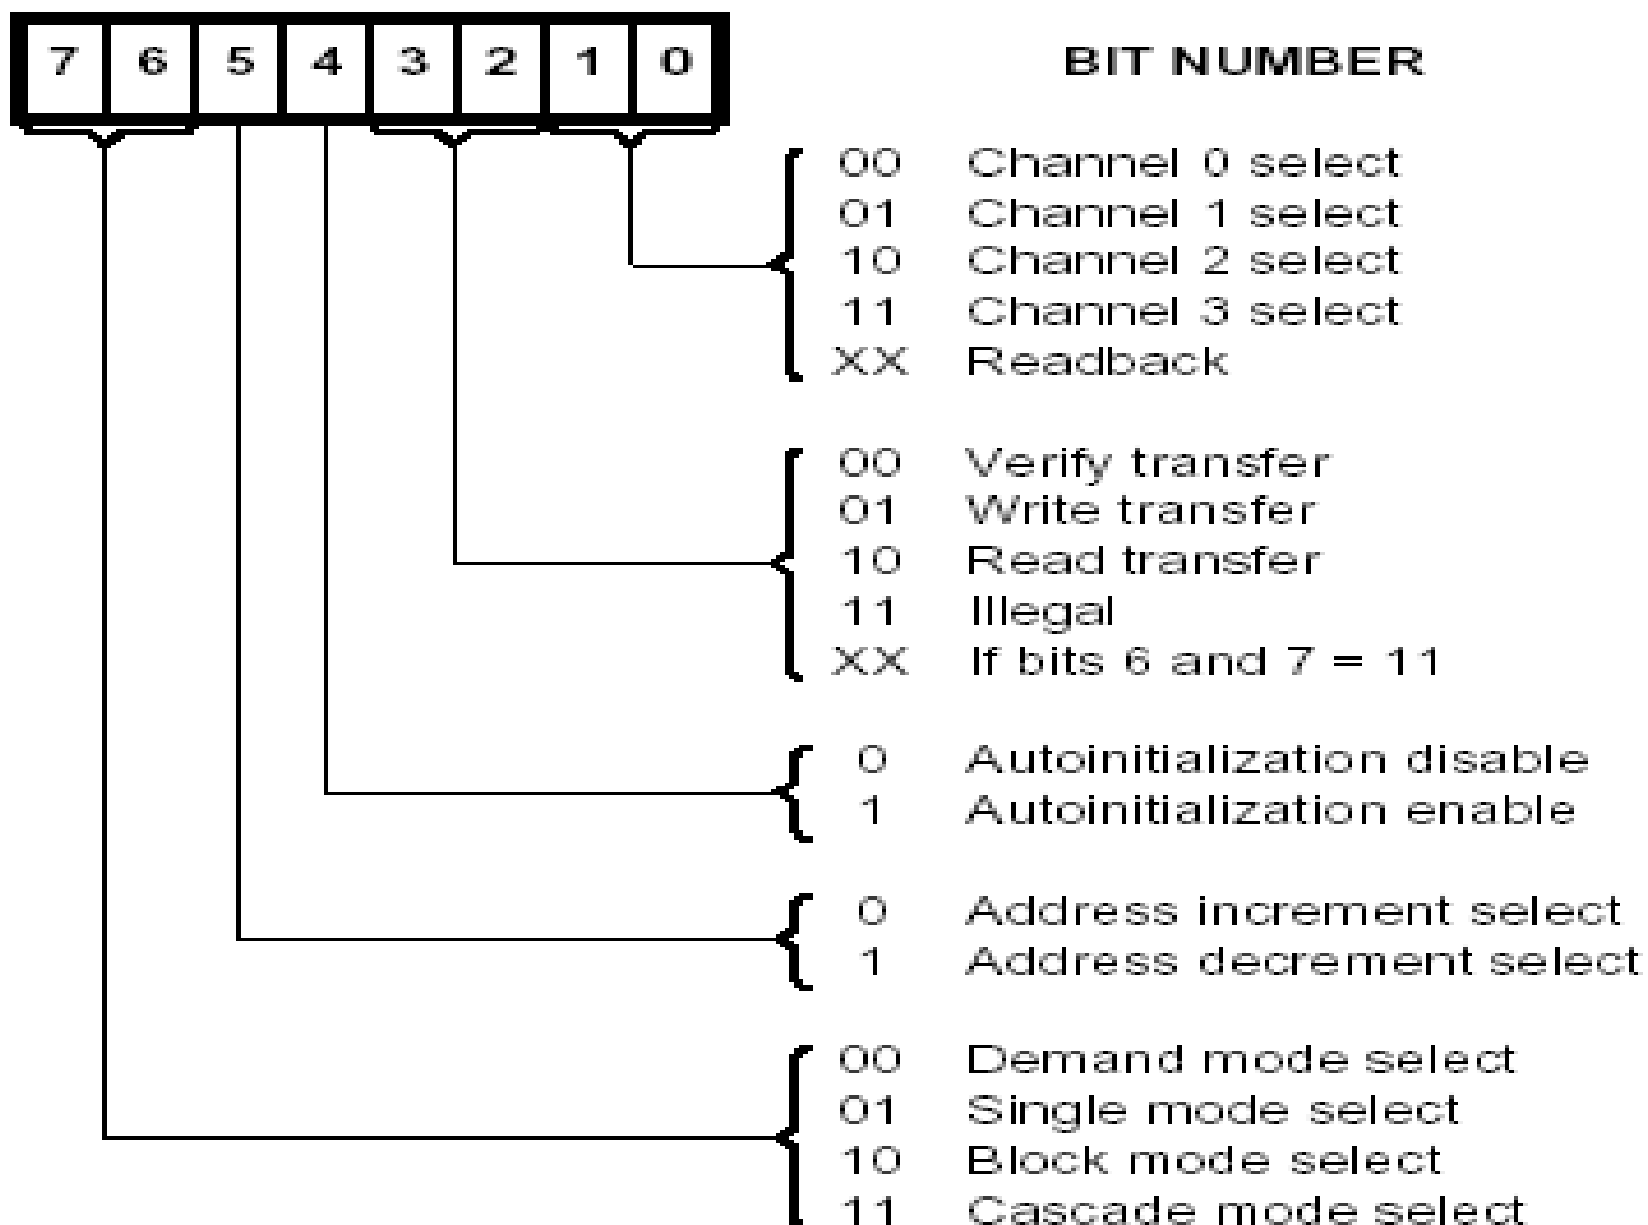 7 6 5 4 3 2 1 0 BIT NUMBER
00 Channel 0 select
01 Channel 1 select
10 Channel 2 select
11 Channel 3 select
XX Readback
00 Verify transfer
01 Write transfer
10 Read transfer
11 Illegal
XX If bits 6 and 7 = 11
0 Autoinitialization disable
1 Autoinitialization enable
0 Address increment select
1 Address decrement select
00 Demand mode select
01 Single mode select
10 Block mode select
11 Cascade mode select